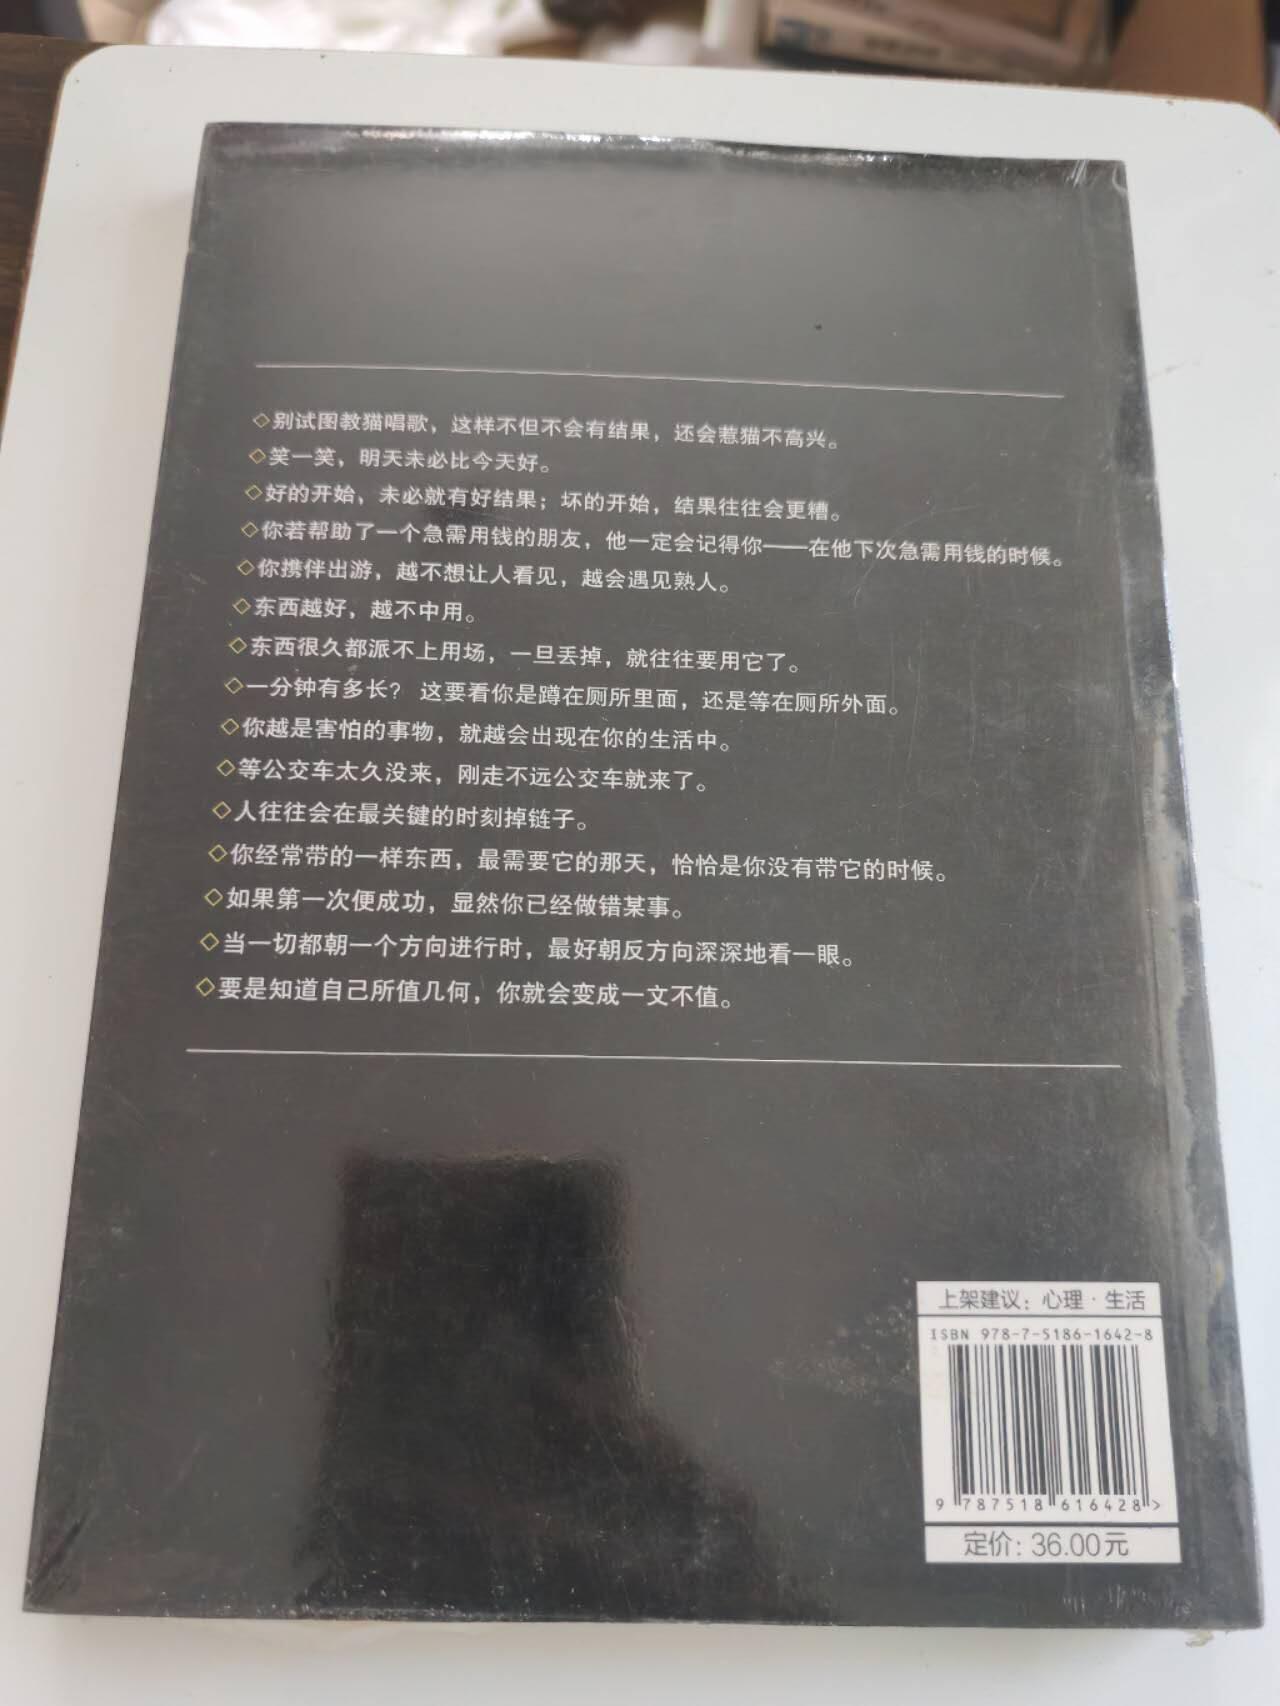 ◇别试图教猫唱歌，这样不但不会有结果，还会惹猫不高兴。
◇笑一笑，明天未必比今天好。
◇好的开始，未必就有好结果；坏的开始，结果往往会更糟。
◇你若帮助了一个急需用钱的朋友，他一定会记得你——在他下次急需用钱的时候。
◇你携伴出游，越不想让人看见，越会遇见熟人。
◇东西越好，越不中用。
◇东西很久都派不上用场，一旦丢掉，就往往要用它了。
◇一分钟有多长？ 这要看你是蹲在厕所里面，还是等在厕所外面。
◇你越是害怕的事物，就越会出现在你的生活中。
◇等公交车太久没来，刚走不远公交车就来了。
◇人往往会在最关键的时刻掉链子。
◇你经常带的一样东西，最需要它的那天，恰恰是你没有带它的时候。
◇如果第一次便成功，显然你已经做错某事。
◇当一切都朝一个方向进行时，最好朝反方向深深地看一眼。
◇要是知道自己所值几何，你就会变成一文不值。
上架建议：心理·生活
ISBN 978-7-5186-1642-8
9 787518 616428>
定价：36.00元